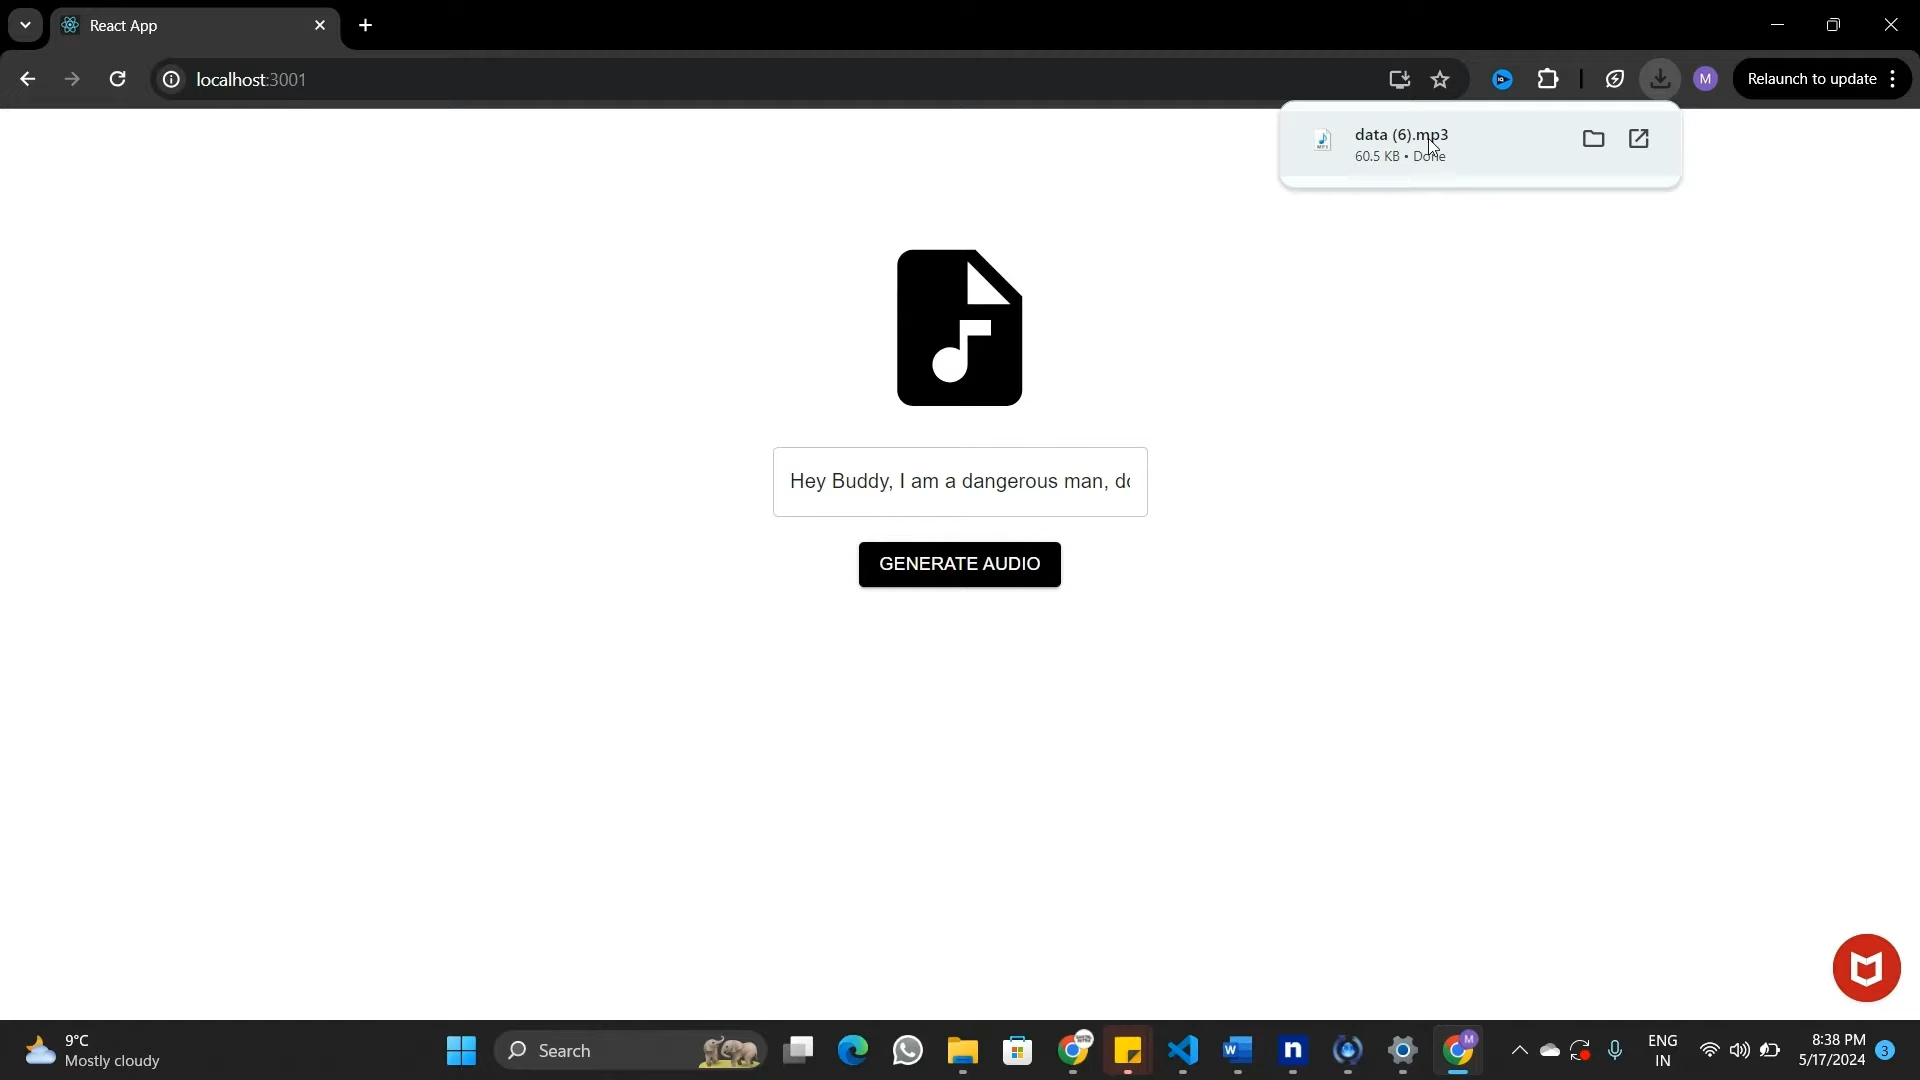 React App
localhost:3001
M
Relaunch to update
data (6).mp3
60.5 KB • Done
Hey Buddy, I am a dangerous man, do
GENERATE AUDIO
9°C
Mostly cloudy
Search
ENG
IN
8:38 PM
5/17/2024
3